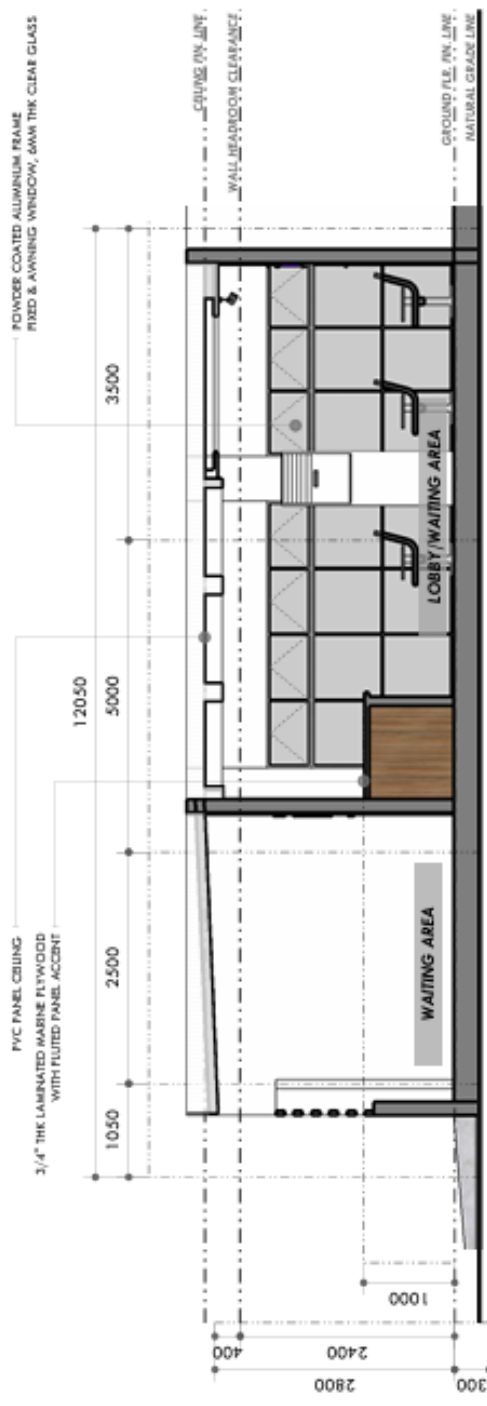 PVC PANEL CEILING
3/4" THK LAMINATED MARINE PLYWOOD
WITH FLUTED PANEL ACCENT
POWDER COATED ALUMINUM FRAME
FIXED & AWNING WINDOW, 6MM THK CLEAR GLASS
12050
1050
2500
5000
3500
CEILING FIN. LINE
WALL HEADROOM CLEARANCE
GROUND FLR. FIN. LINE
NATURAL GRADE LINE
WAITING AREA
LOBBY/WAITING AREA
1000
400
2400
2800
300